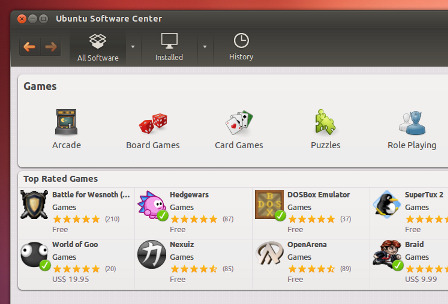 Ubuntu Software Center
All Software Installed History
Games
Arcade Board Games Card Games Puzzles Role Playing
Top Rated Games
Battle for Wesnoth (... Hedgewars DOSBox Emulator SuperTux 2
Games Games Games Games
(210) (67) (37)
Free Free Free Free
World of Goo Nexuiz OpenArena Braid
Games Games Games Games
(20) (85) (89)
US$ 19.95 Free Free US$ 9.99